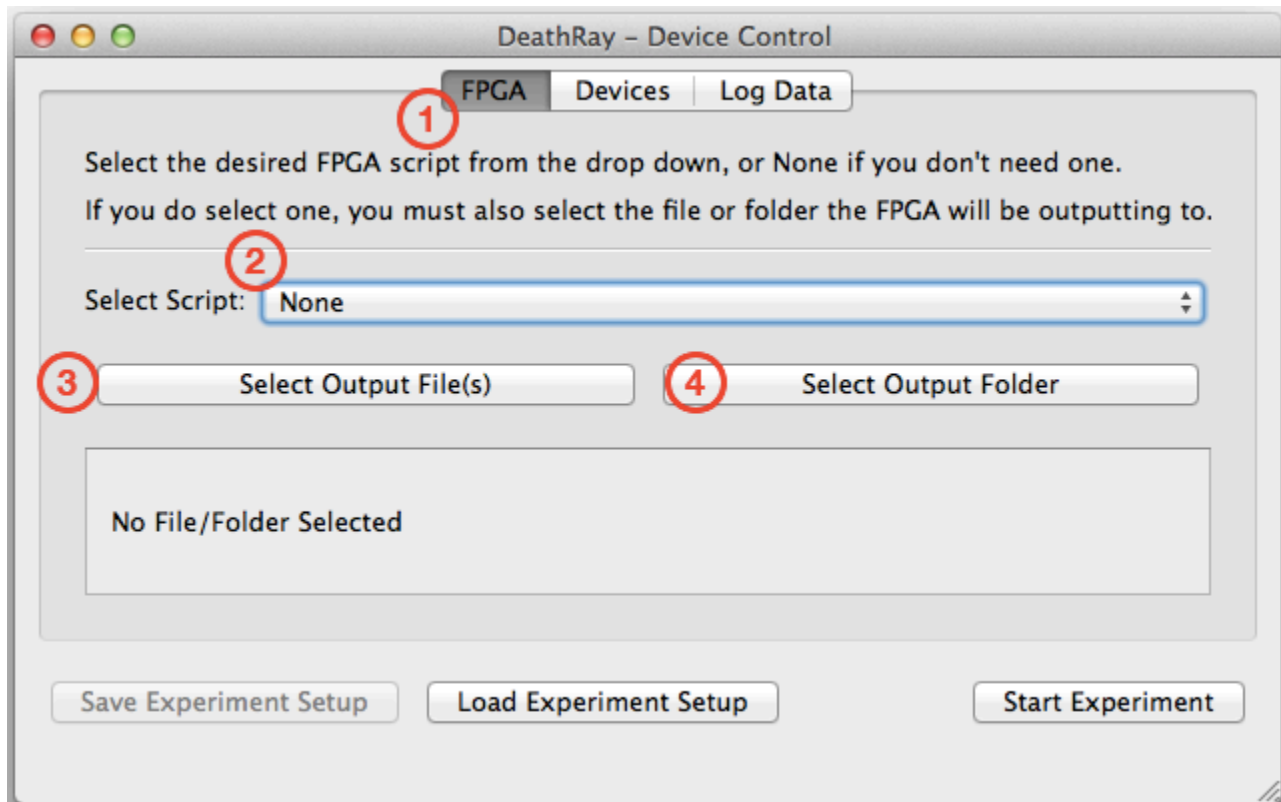 DeathRay – Device Control
FPGA Devices Log Data
1
Select the desired FPGA script from the drop down, or None if you don't need one.
If you do select one, you must also select the file or folder the FPGA will be outputting to.
2
Select Script: None
3 Select Output File(s) 4 Select Output Folder
No File/Folder Selected
Save Experiment Setup Load Experiment Setup Start Experiment